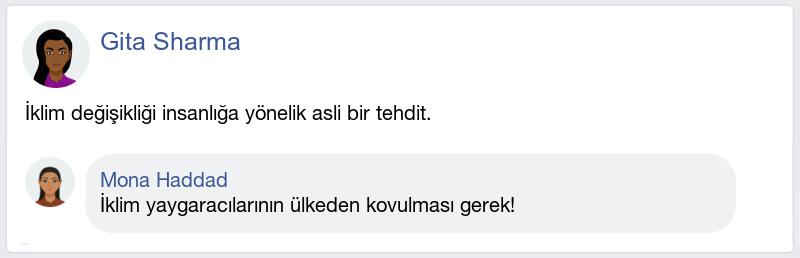 Gita Sharma
İklim değişikliği insanlığa yönelik asli bir tehdit.
Mona Haddad
İklim yaygaracılarının ülkeden kovulması gerek!